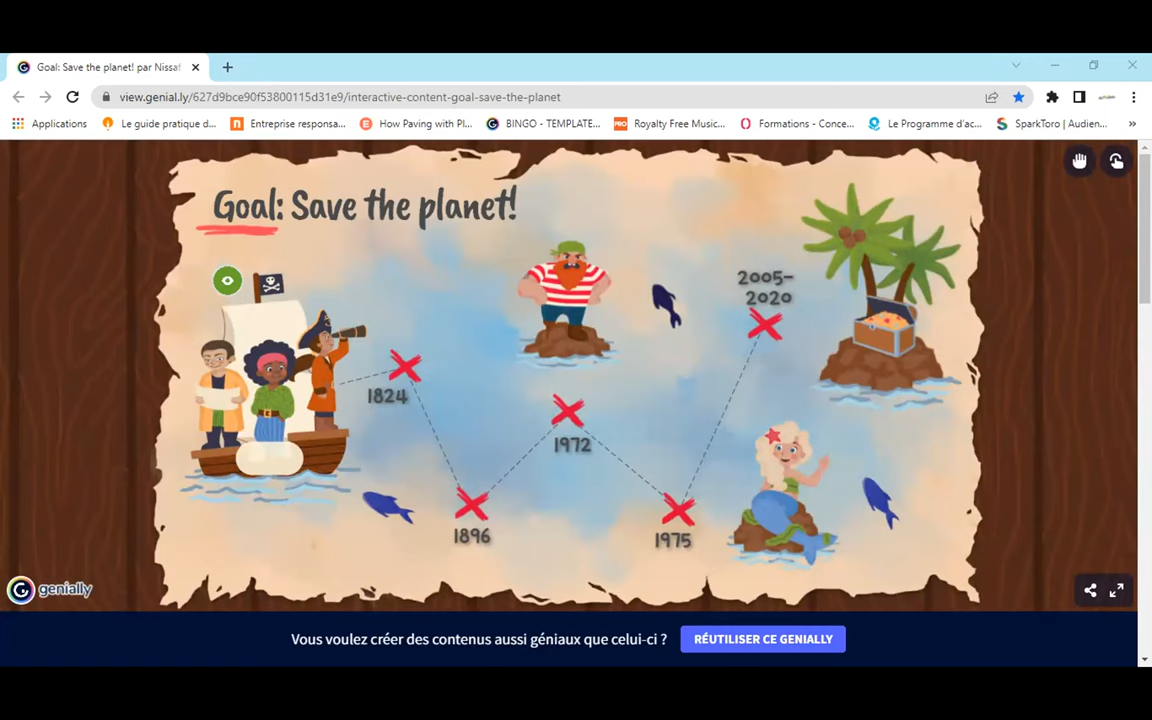 Goal: Save the planet! par Nissaf
view.genial.ly/627d9bce90f53800115d31e9/interactive-content-goal-save-the-planet
Applications
Le guide pratique d...
Entreprise responsa...
How Paving with Pl...
BINGO - TEMPLATE...
PRO
Royalty Free Music...
Formations - Conce...
Le Programme d'ac...
SparkToro | Audien...
»
Goal: Save the planet!
2005-
2020
1824
1972
1896
1975
genially
Vous voulez créer des contenus aussi géniaux que celui-ci ?
RÉUTILISER CE GENIALLY